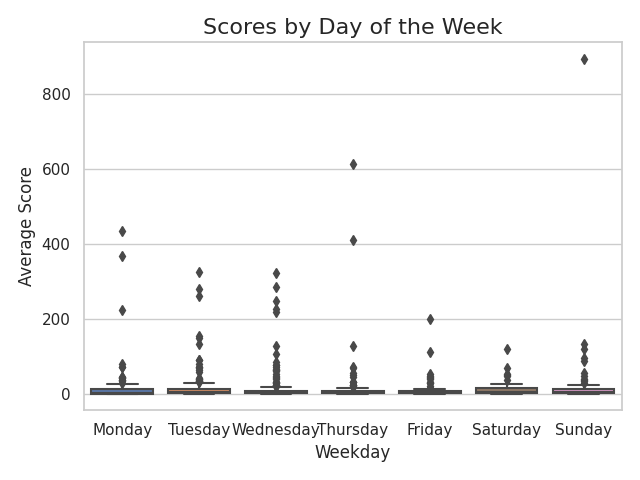 Scores by Day of the Week
Average Score
800
600
400
200
0
Monday Tuesday Wednesday Thursday Friday Saturday Sunday
Weekday